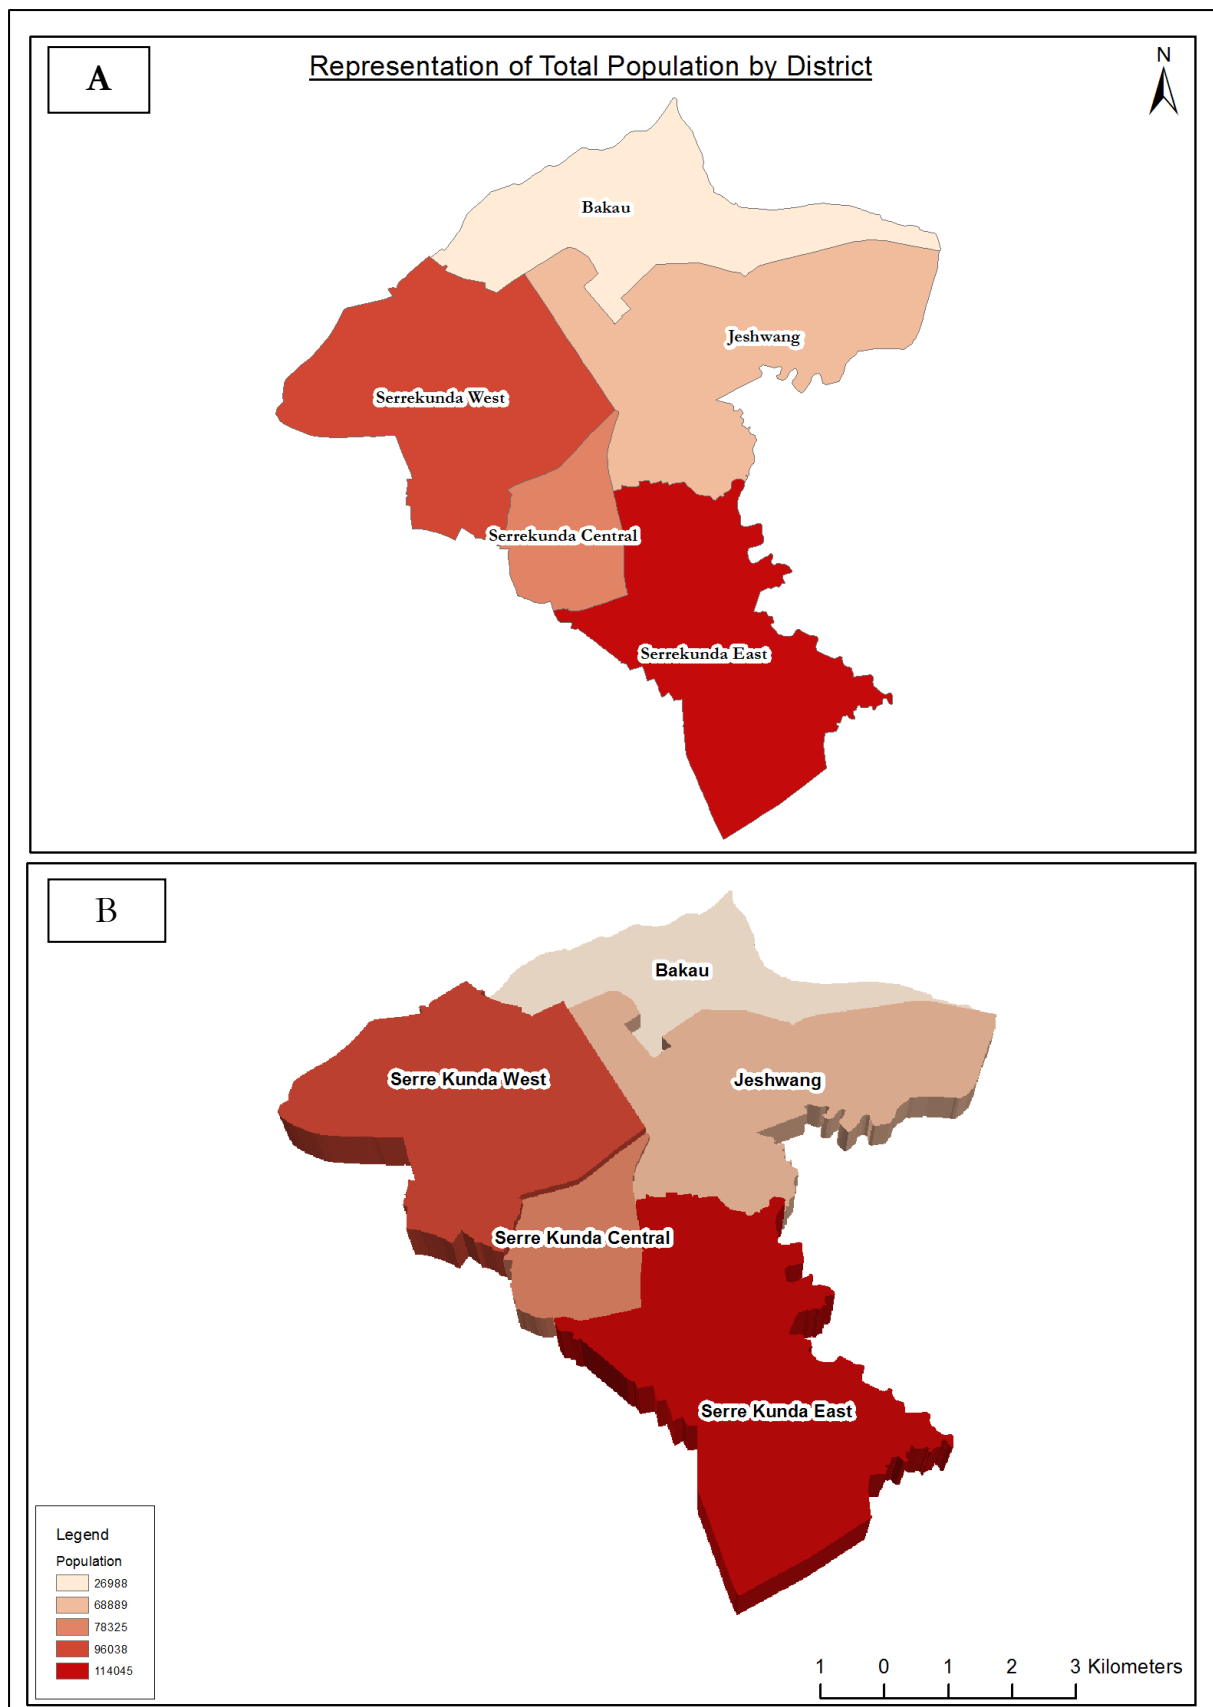 A
Representation of Total Population by District
N
Bakau
Jeshwang
Serrekunda West
Serrekunda Central
Serrekunda East
B
Bakau
Serre Kunda West
Jeshwang
Serre Kunda Central
Serre Kunda East
Legend
Population
26988
68889
78325
96038
114045
1 0 1 2 3 Kilometers